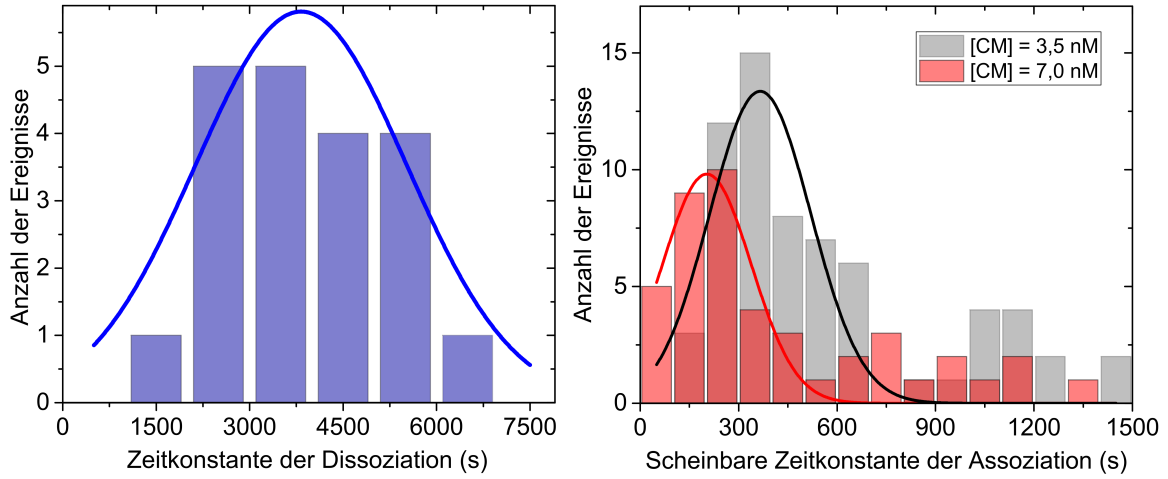 Anzahl der Ereignisse
5
4
3
2
1
0
0 1500 3000 4500 6000 7500
Zeitkonstante der Dissoziation (s)
Anzahl der Ereignisse
15
10
5
0
[CM] = 3,5 nM
[CM] = 7,0 nM
0 300 600 900 1200 1500
Scheinbare Zeitkonstante der Assoziation (s)